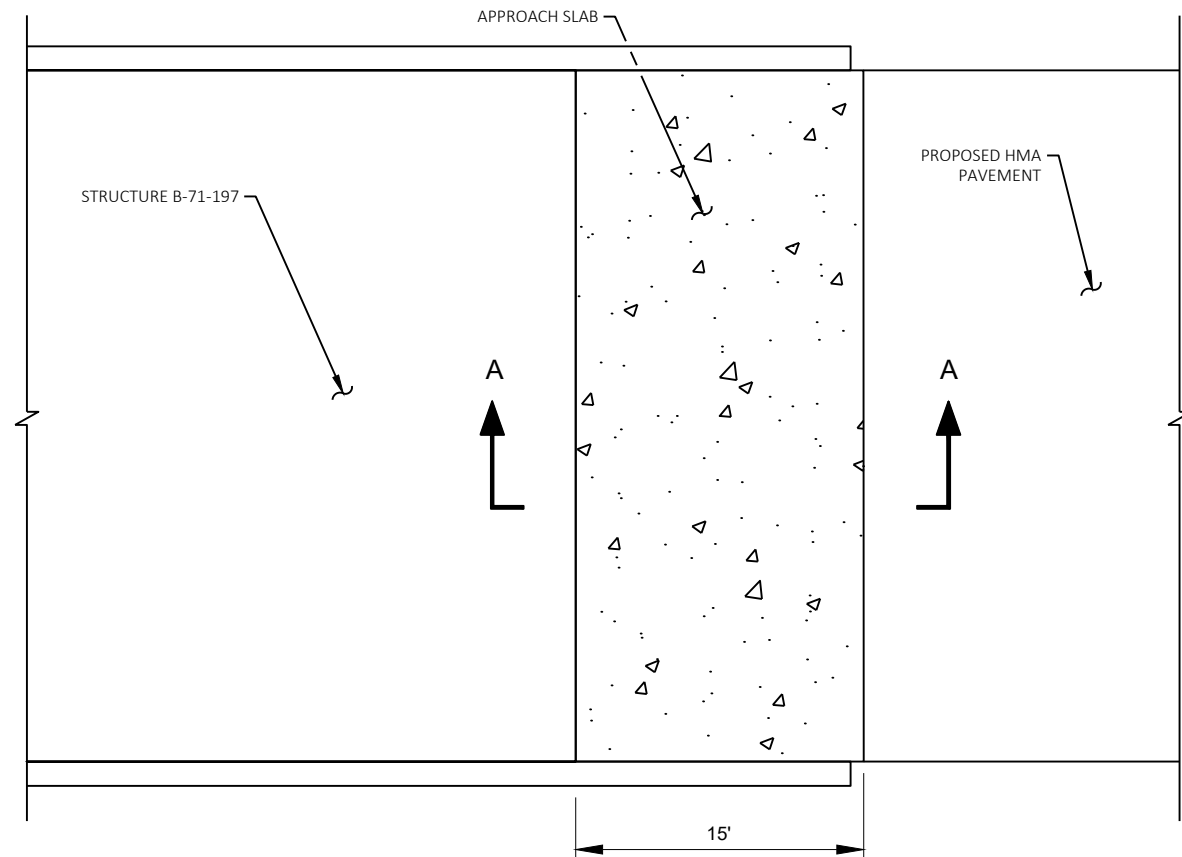 APPROACH SLAB
PROPOSED HMA
PAVEMENT
STRUCTURE B-71-197
A
A
15'